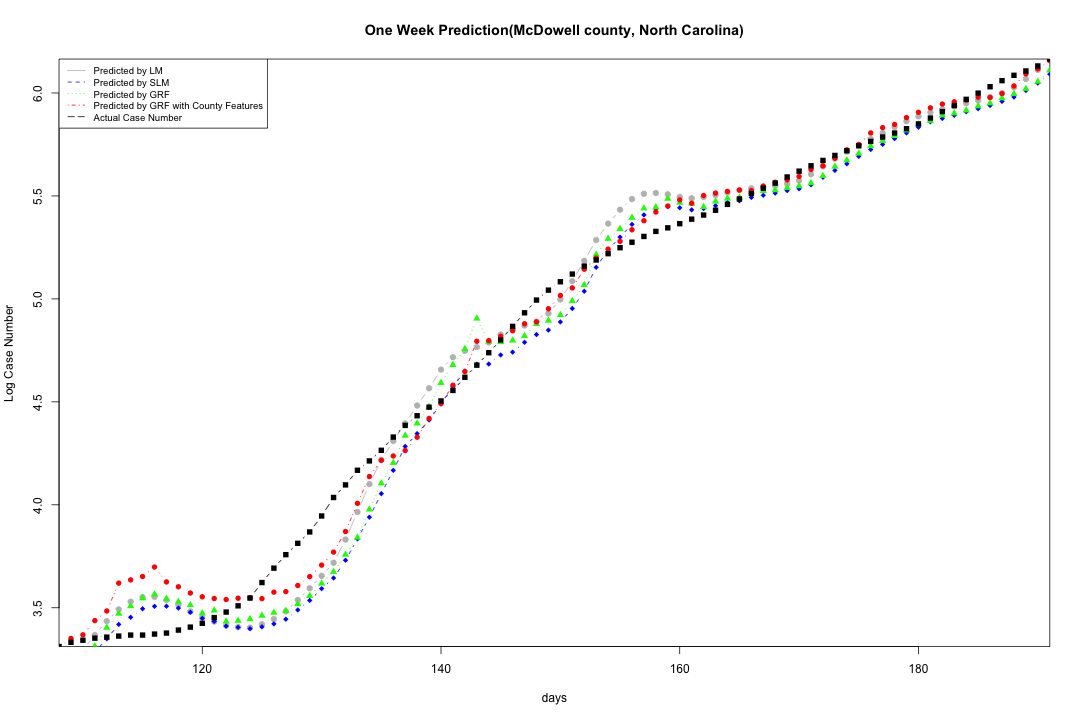 One Week Prediction(McDowell county, North Carolina)
Predicted by LM
Predicted by SLM
Predicted by GRF
Predicted by GRF with County Features
Actual Case Number
6.0
5.5
5.0
4.5
4.0
3.5
Log Case Number
120 140 160 180
days